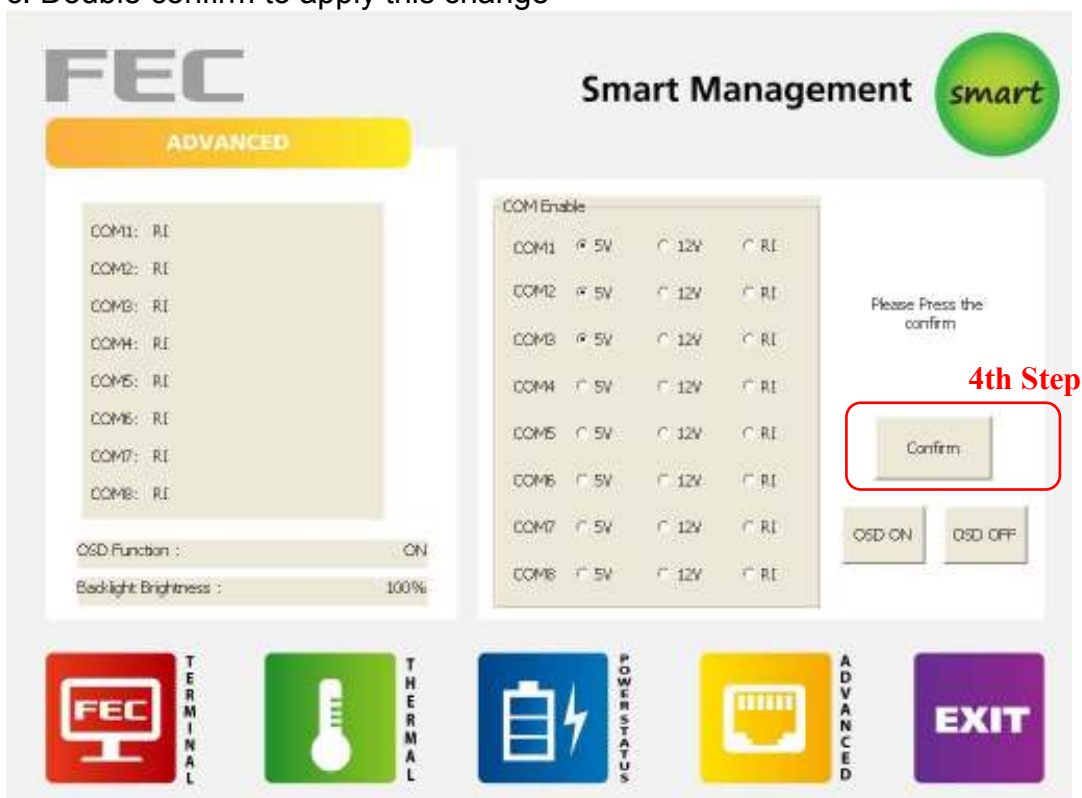 FEC
Smart Management
smart
ADVANCED
COM1: RI
COM2: RI
COM3: RI
COM4: RI
COM5: RI
COM6: RI
COM7: RI
COM8: RI
OSD Function : ON
Backlight Brightness : 100%
COM Enable
COM1 5V 12V RI
COM2 5V 12V RI
COM3 5V 12V RI
COM4 5V 12V RI
COM5 5V 12V RI
COM6 5V 12V RI
COM7 5V 12V RI
COM8 5V 12V RI
Please Press the
confirm
4th Step
Confirm
OSD ON OSD OFF
FEC
TERMINAL
THERMAL
POWERSTATUS
ADVANCED
EXIT